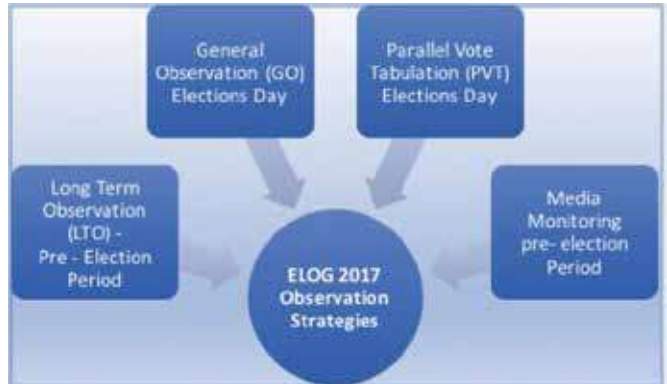 General
Observation (GO)
Elections Day
Parallel Vote
Tabulation (PVT)
Elections Day
Long Term
Observation
(LTO) -
Pre - Election
Period
Media
Monitoring
pre- election
Period
ELOG 2017
Observation
Strategies